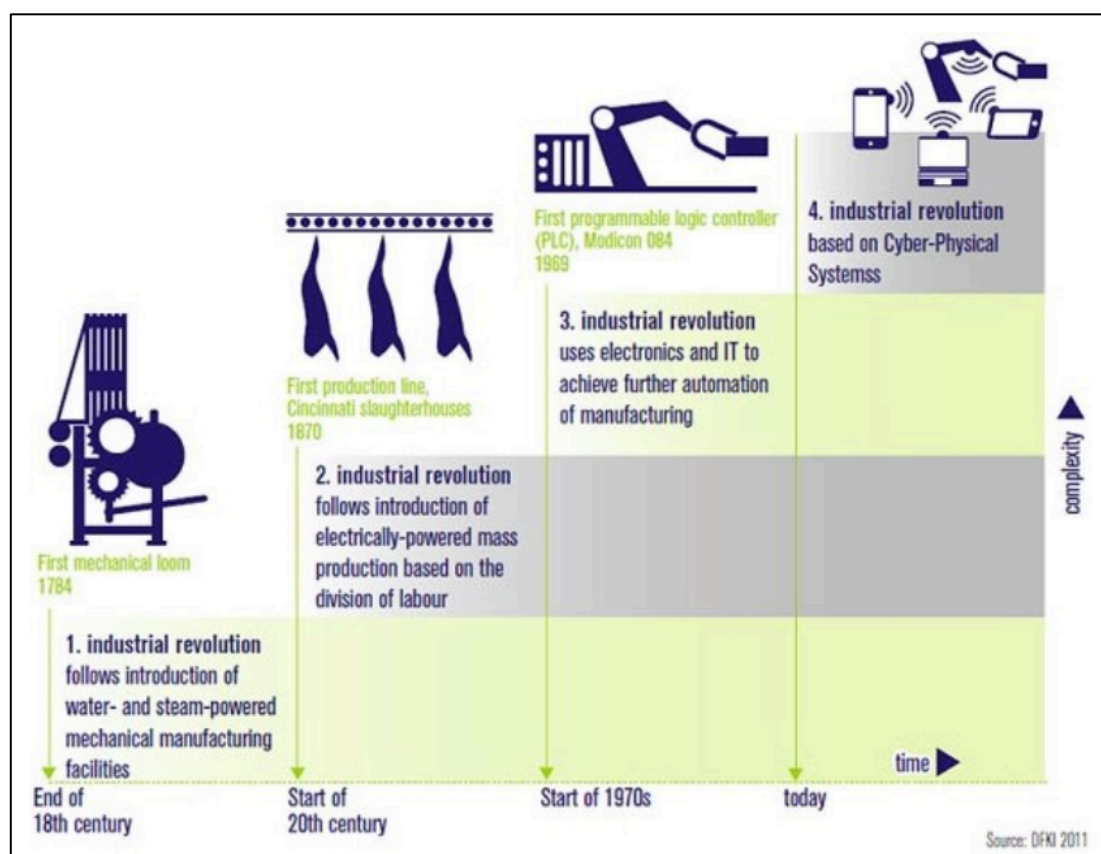 First mechanical loom
1784
1. industrial revolution
follows introduction of
water- and steam-powered
mechanical manufacturing
facilities
End of
18th century
First production line,
Cincinnati slaughterhouses
1870
2. industrial revolution
follows introduction of
electrically-powered mass
production based on the
division of labour
Start of
20th century
First programmable logic controller
(PLC), Modicon 084
1969
3. industrial revolution
uses electronics and IT to
achieve further automation
of manufacturing
Start of 1970s
4. industrial revolution
based on Cyber-Physical
Systemss
today
complexity
time
Source: DFKI 2011